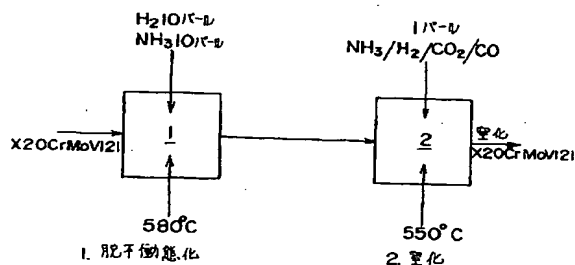 H2 10バール
NH3 10バール
1バール
NH3/H2/CO2/CO
X20CrMoV121
1
2
窒化
X20CrMoV121
580°C
550°C
1. 脱不働態化
2. 窒化